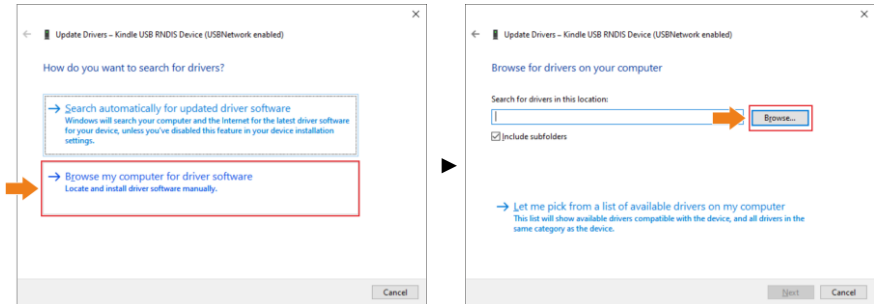 Update Drivers – Kindle USB RNDIS Device (USBNetwork enabled)
How do you want to search for drivers?
Search automatically for updated driver software
Windows will search your computer and the Internet for the latest driver software
for your device, unless you've disabled this feature in your device installation
settings.
Browse my computer for driver software
Locate and install driver software manually.
Cancel
Update Drivers – Kindle USB RNDIS Device (USBNetwork enabled)
Browse for drivers on your computer
Search for drivers in this location:
Browse...
Include subfolders
Let me pick from a list of available drivers on my computer
This list will show available drivers compatible with the device, and all drivers in the
same category as the device.
Next
Cancel